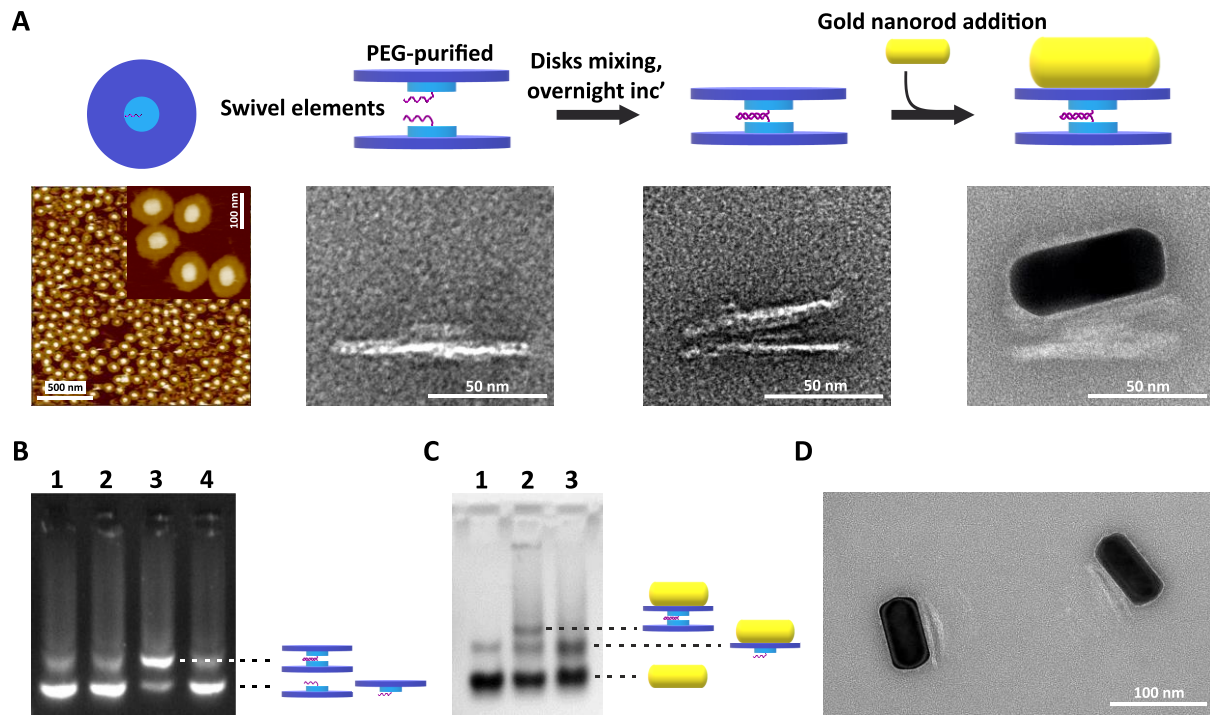 A
Gold nanorod addition
PEG-purified
Disks mixing,
overnight inc’
Swivel elements
100 nm
500 nm
50 nm
50 nm
50 nm
B
1 2 3 4
C
1 2 3
D
100 nm